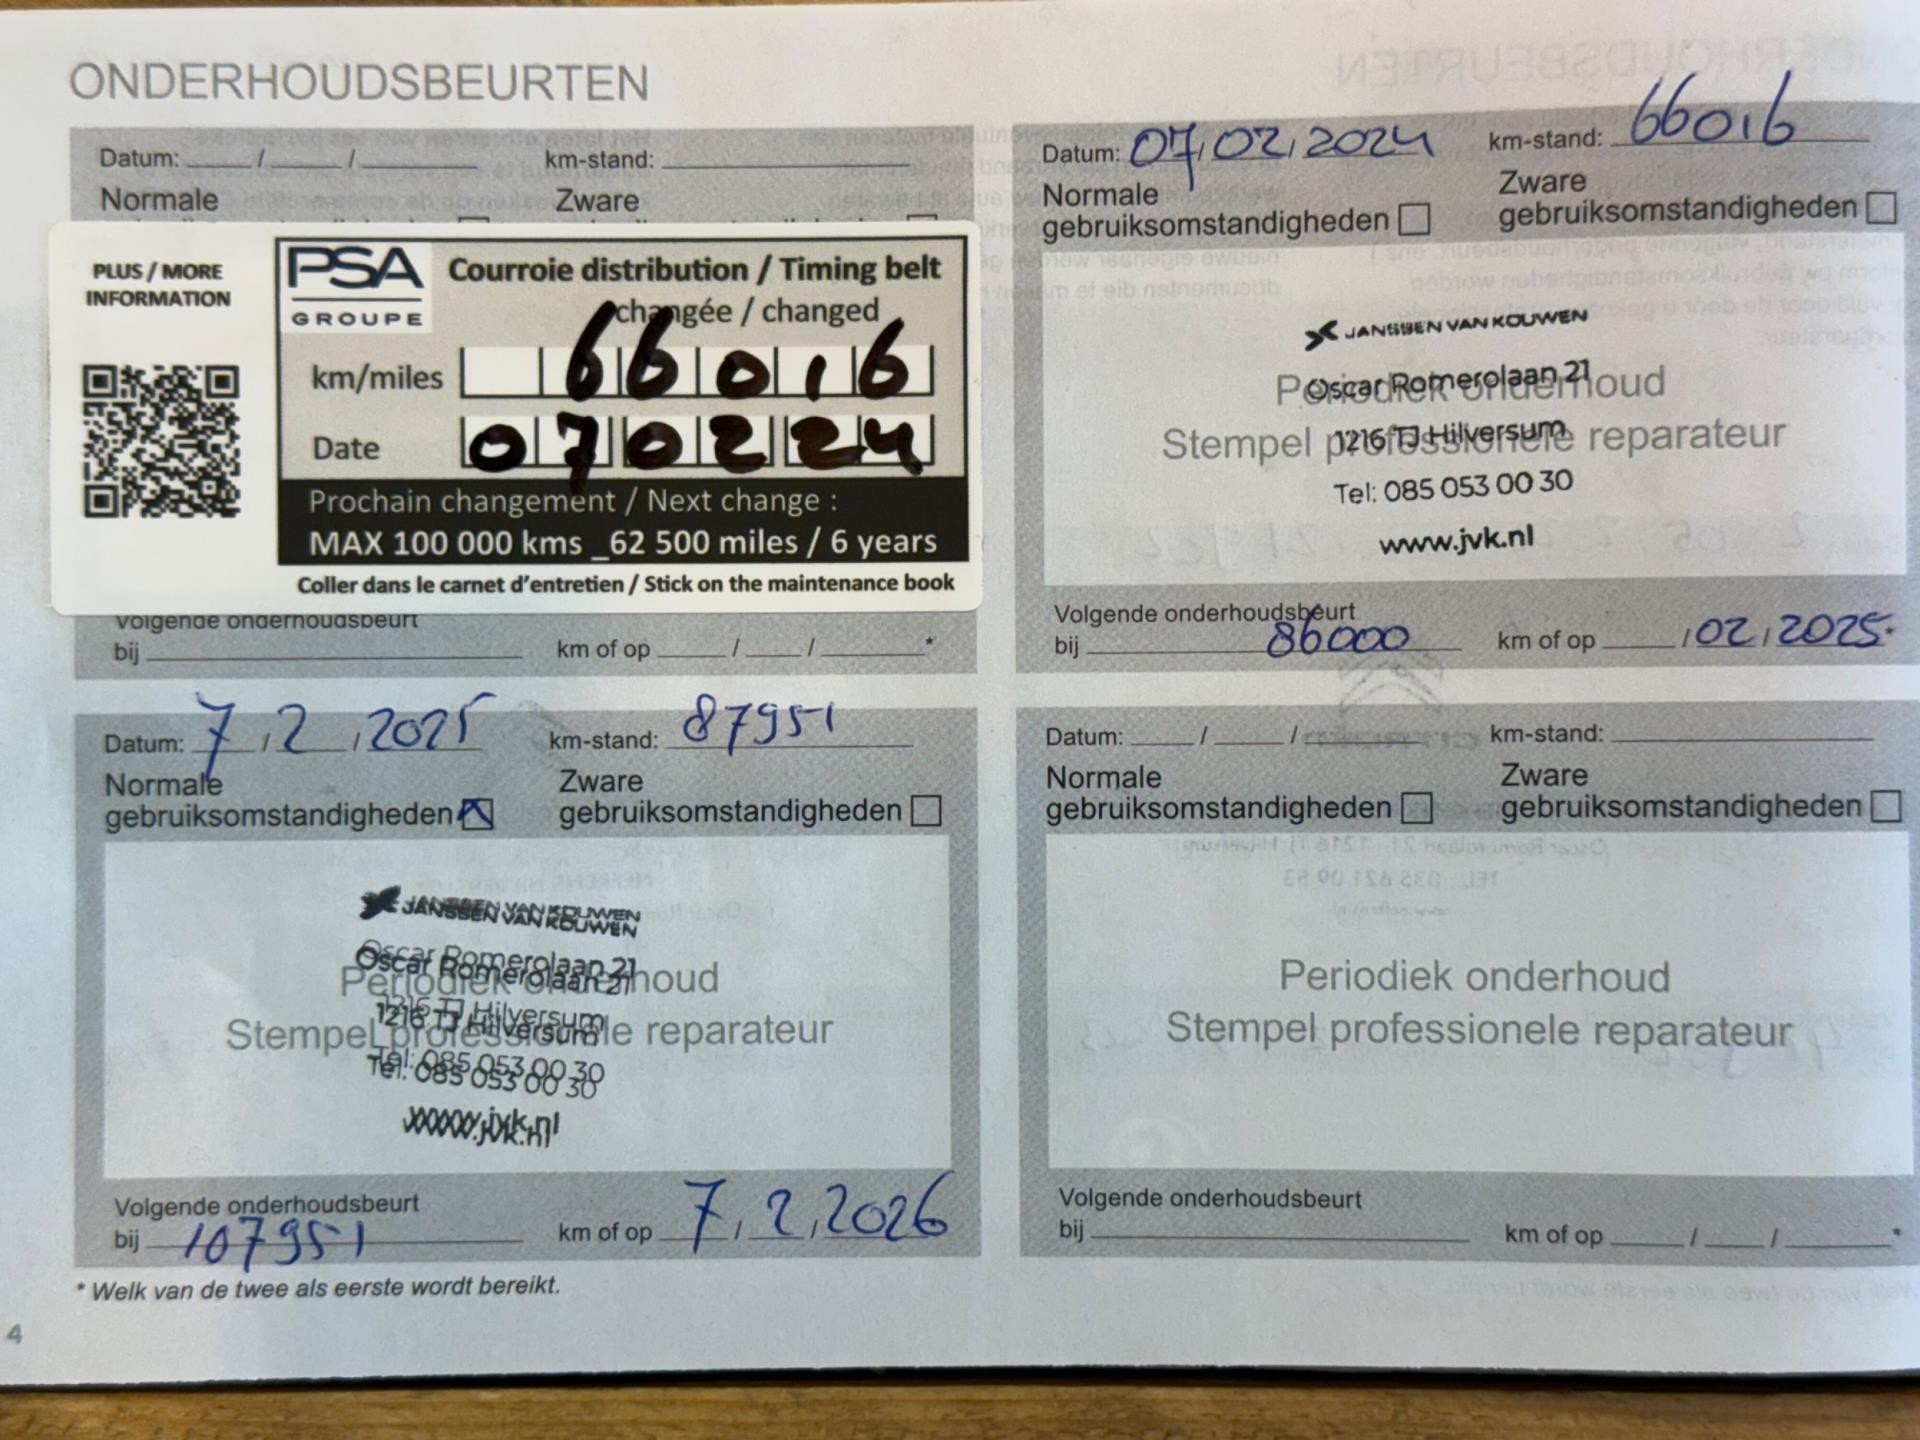 ONDERHOUDSBEURTEN
Datum: / / km-stand:
Normale Zware
PLUS / MORE
INFORMATION
PSA
GROUPE
Courroie distribution / Timing belt
changée / changed
km/miles 66016
Date 070224
Prochain changement / Next change :
MAX 100 000 kms _62 500 miles / 6 years
Coller dans le carnet d'entretien / Stick on the maintenance book
Volgende onderhoudsbeurt
bij km of op / / *
Datum: 07/02/2024 km-stand: 66016
Normale Zware
gebruiksomstandigheden gebruiksomstandigheden
JANSSEN VAN KOUWEN
Oscar Romerolaan 21
Periodiek onderhoud
1216 TJ Hilversum
Stempel professionele reparateur
Tel: 085 053 00 30
www.jvk.nl
Volgende onderhoudsbeurt
bij 86000 km of op /02/2025*
Datum: 7/2/2025 km-stand: 87951
Normale Zware
gebruiksomstandigheden gebruiksomstandigheden
JANSSEN VAN KOUWEN
Oscar Romerolaan 21
Periodiek onderhoud
1216 TJ Hilversum
Stempel professionele reparateur
Tel: 085 053 00 30
www.jvk.nl
Volgende onderhoudsbeurt
bij 107951 km of op 7/2/2026
Datum: / / km-stand:
Normale Zware
gebruiksomstandigheden gebruiksomstandigheden
Periodiek onderhoud
Stempel professionele reparateur
Volgende onderhoudsbeurt
bij km of op / / *
* Welk van de twee als eerste wordt bereikt.
4